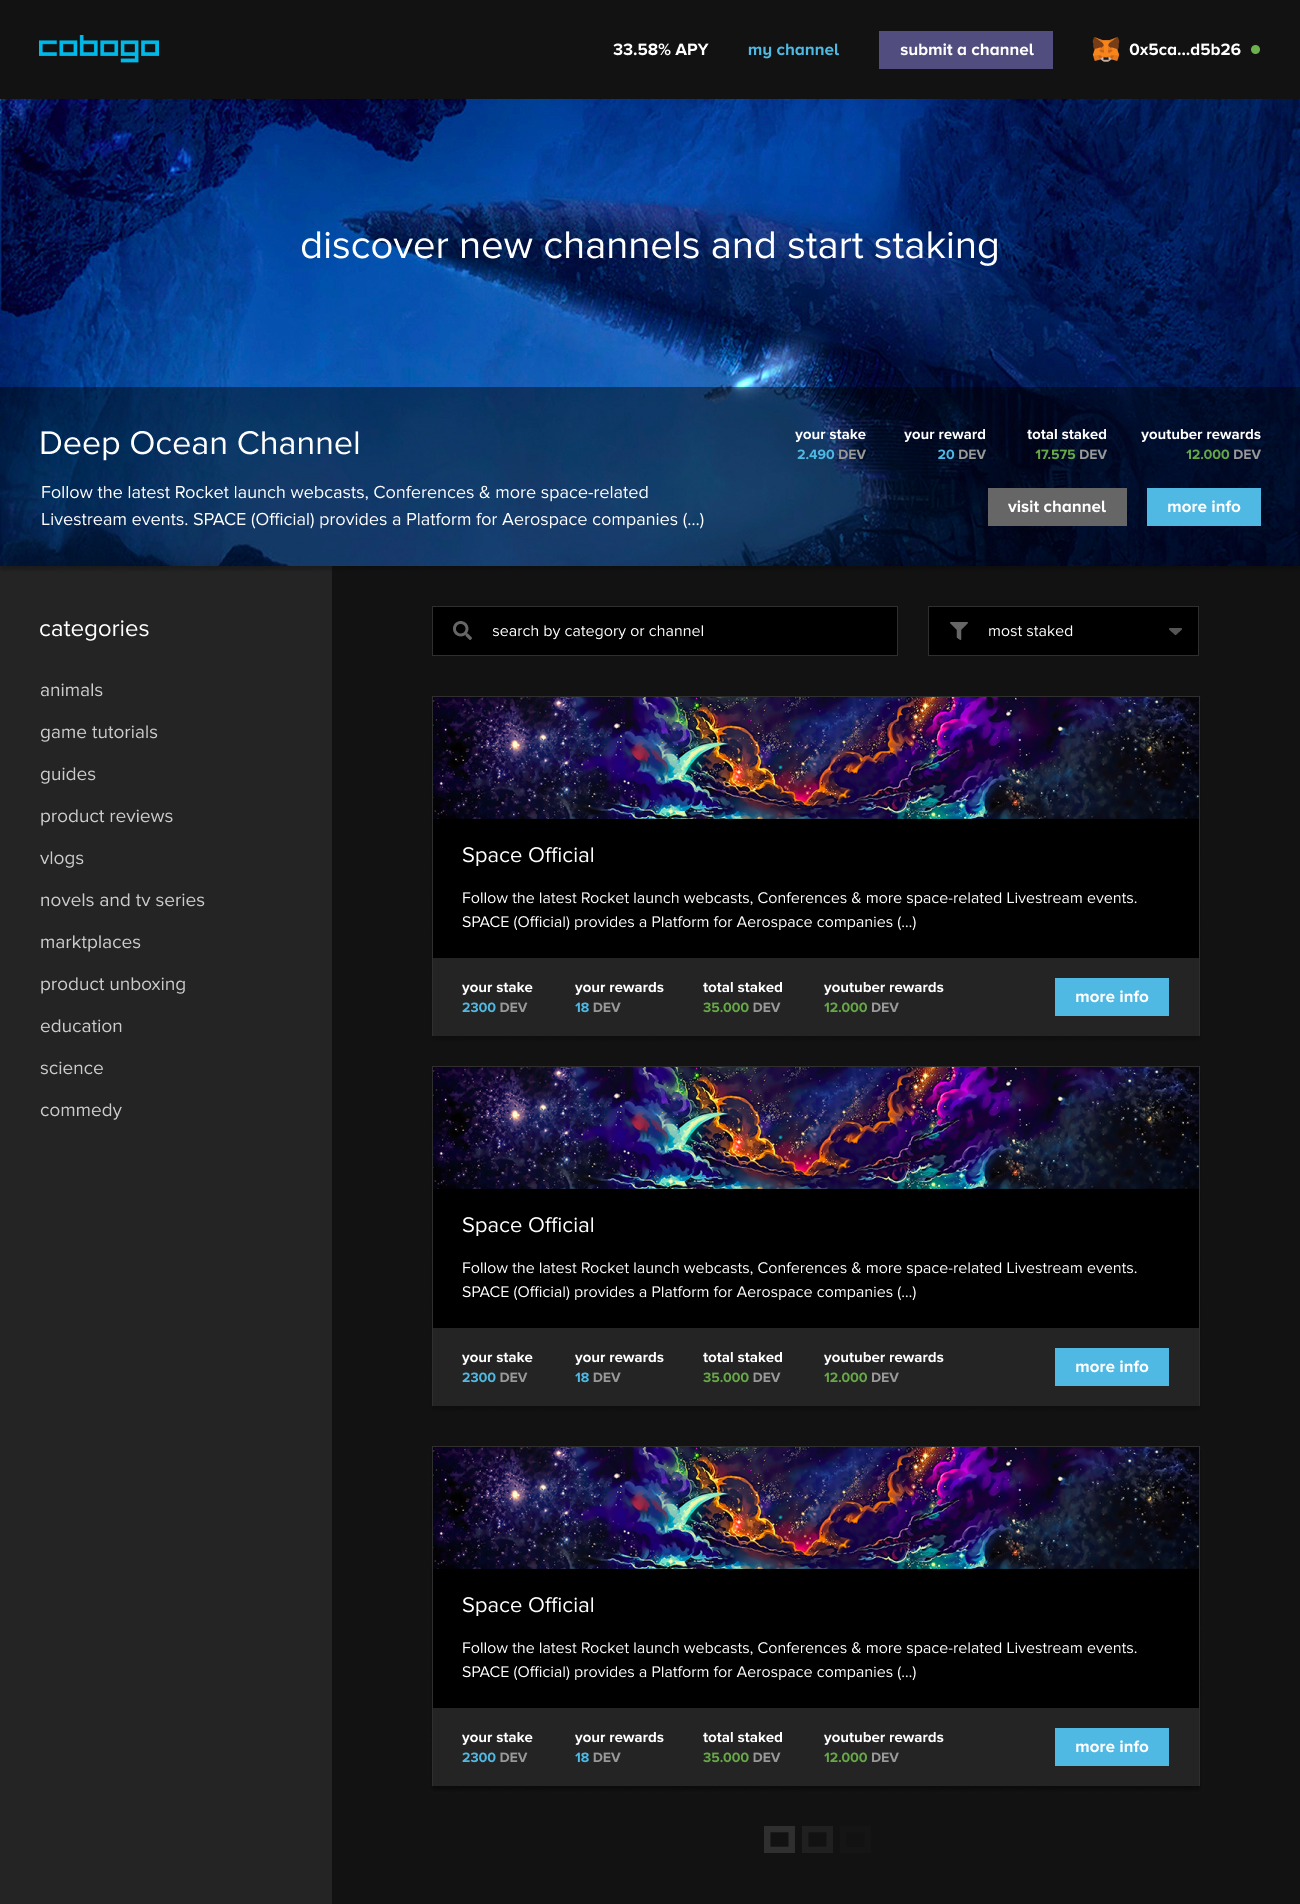 cobogo
33.58% APY
my channel
submit a channel
0x5ca...d5b26
discover new channels and start staking
Deep Ocean Channel
Follow the latest Rocket launch webcasts, Conferences & more space-related
Livestream events. SPACE (Official) provides a Platform for Aerospace companies (...)
your stake your reward total staked youtuber rewards
2.490 DEV 20 DEV 17.575 DEV 12.000 DEV
visit channel more info
categories
animals
game tutorials
guides
product reviews
vlogs
novels and tv series
marktplaces
product unboxing
education
science
commedy
search by category or channel
most staked
Space Official
Follow the latest Rocket launch webcasts, Conferences & more space-related Livestream events.
SPACE (Official) provides a Platform for Aerospace companies (...)
your stake your rewards total staked youtuber rewards
2300 DEV 18 DEV 35.000 DEV 12.000 DEV
more info
Space Official
Follow the latest Rocket launch webcasts, Conferences & more space-related Livestream events.
SPACE (Official) provides a Platform for Aerospace companies (...)
your stake your rewards total staked youtuber rewards
2300 DEV 18 DEV 35.000 DEV 12.000 DEV
more info
Space Official
Follow the latest Rocket launch webcasts, Conferences & more space-related Livestream events.
SPACE (Official) provides a Platform for Aerospace companies (...)
your stake your rewards total staked youtuber rewards
2300 DEV 18 DEV 35.000 DEV 12.000 DEV
more info